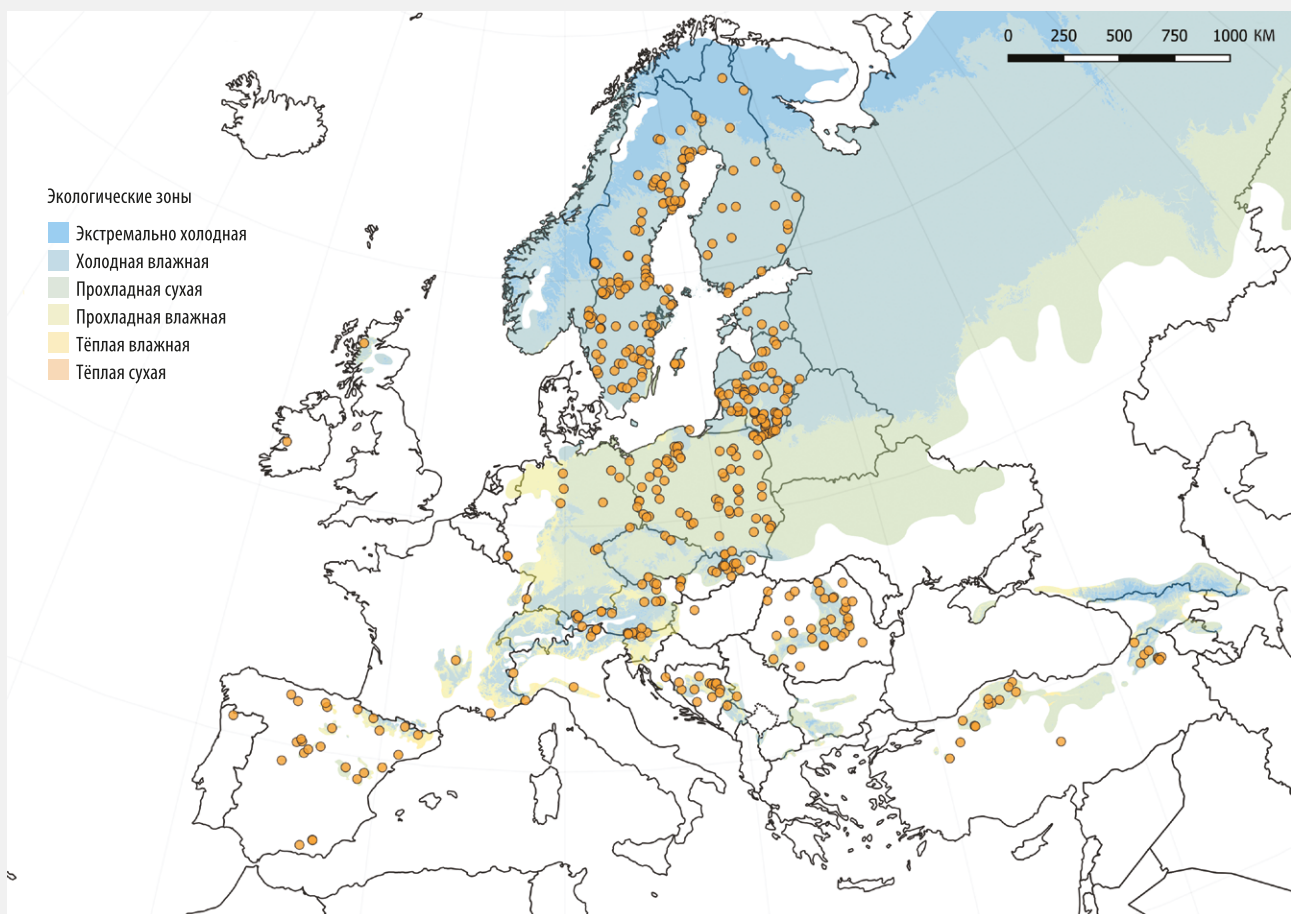 0 250 500 750 1000 КМ
Экологические зоны
Экстремально холодная
Холодная влажная
Прохладная сухая
Прохладная влажная
Тёплая влажная
Тёплая сухая